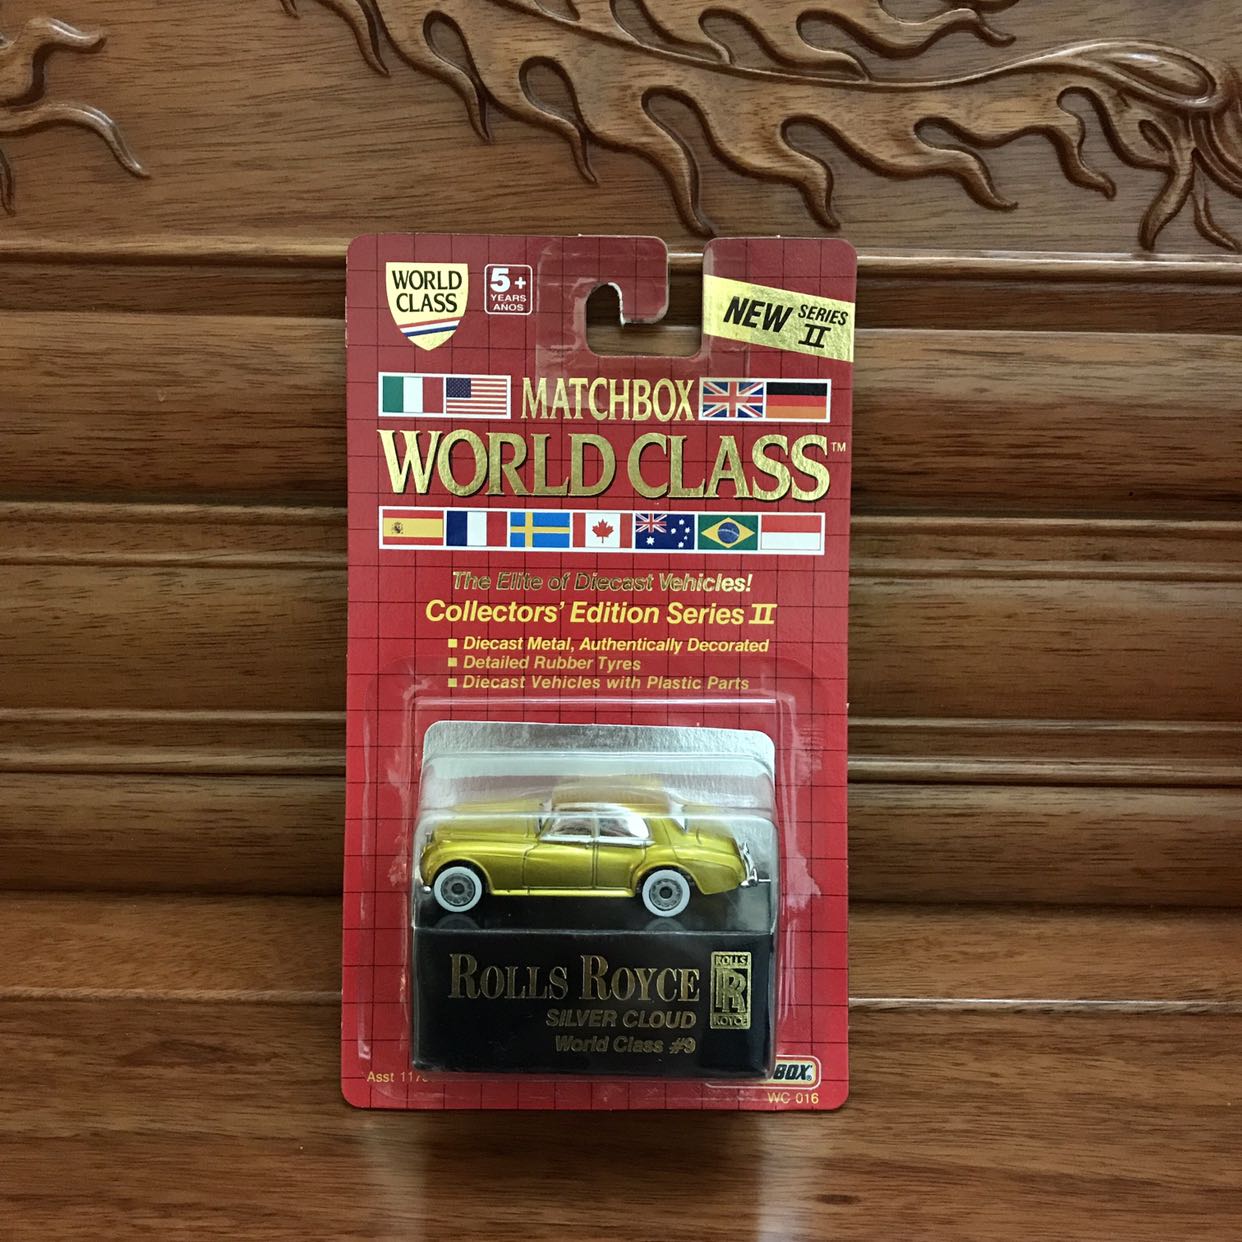 WORLD
CLASS
5+
YEARS
ANOS
NEW SERIES
II
MATCHBOX
WORLD CLASS™
The Elite of Diecast Vehicles!
Collectors' Edition Series II
■ Diecast Metal, Authentically Decorated
■ Detailed Rubber Tyres
■ Diecast Vehicles with Plastic Parts
ROLLS ROYCE
SILVER CLOUD
World Class #9
ROLLS
RR
ROYCE
Asst
BOX®
WC 016